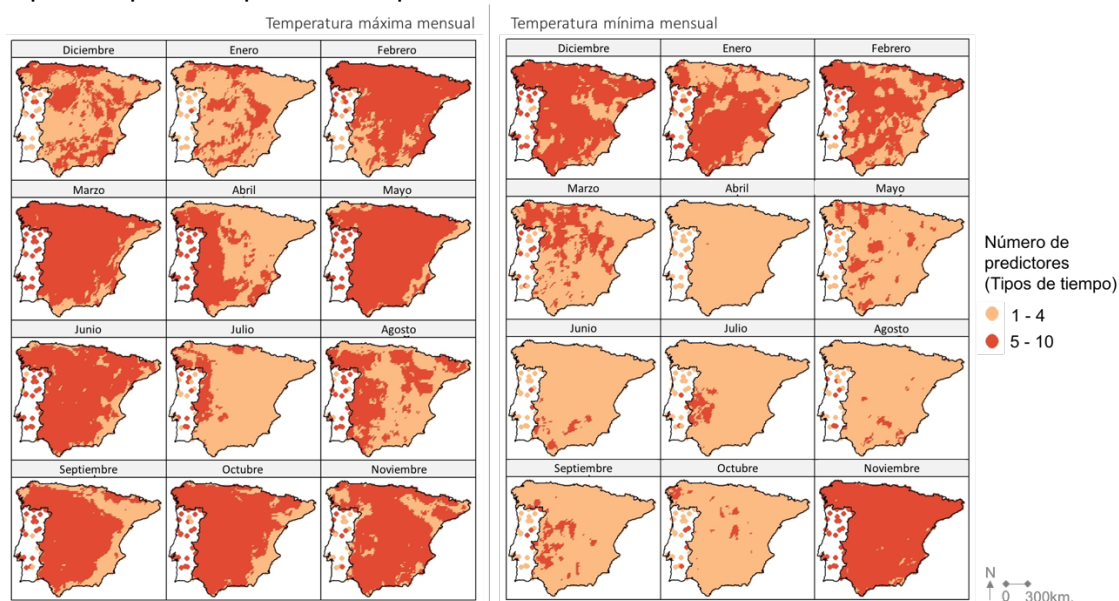 Temperatura máxima mensual
Temperatura mínima mensual
Diciembre Enero Febrero
Marzo Abril Mayo
Junio Julio Agosto
Septiembre Octubre Noviembre
Diciembre Enero Febrero
Marzo Abril Mayo
Junio Julio Agosto
Septiembre Octubre Noviembre
Número de
predictores
(Tipos de tiempo)
1 - 4
5 - 10
N
0 300km.